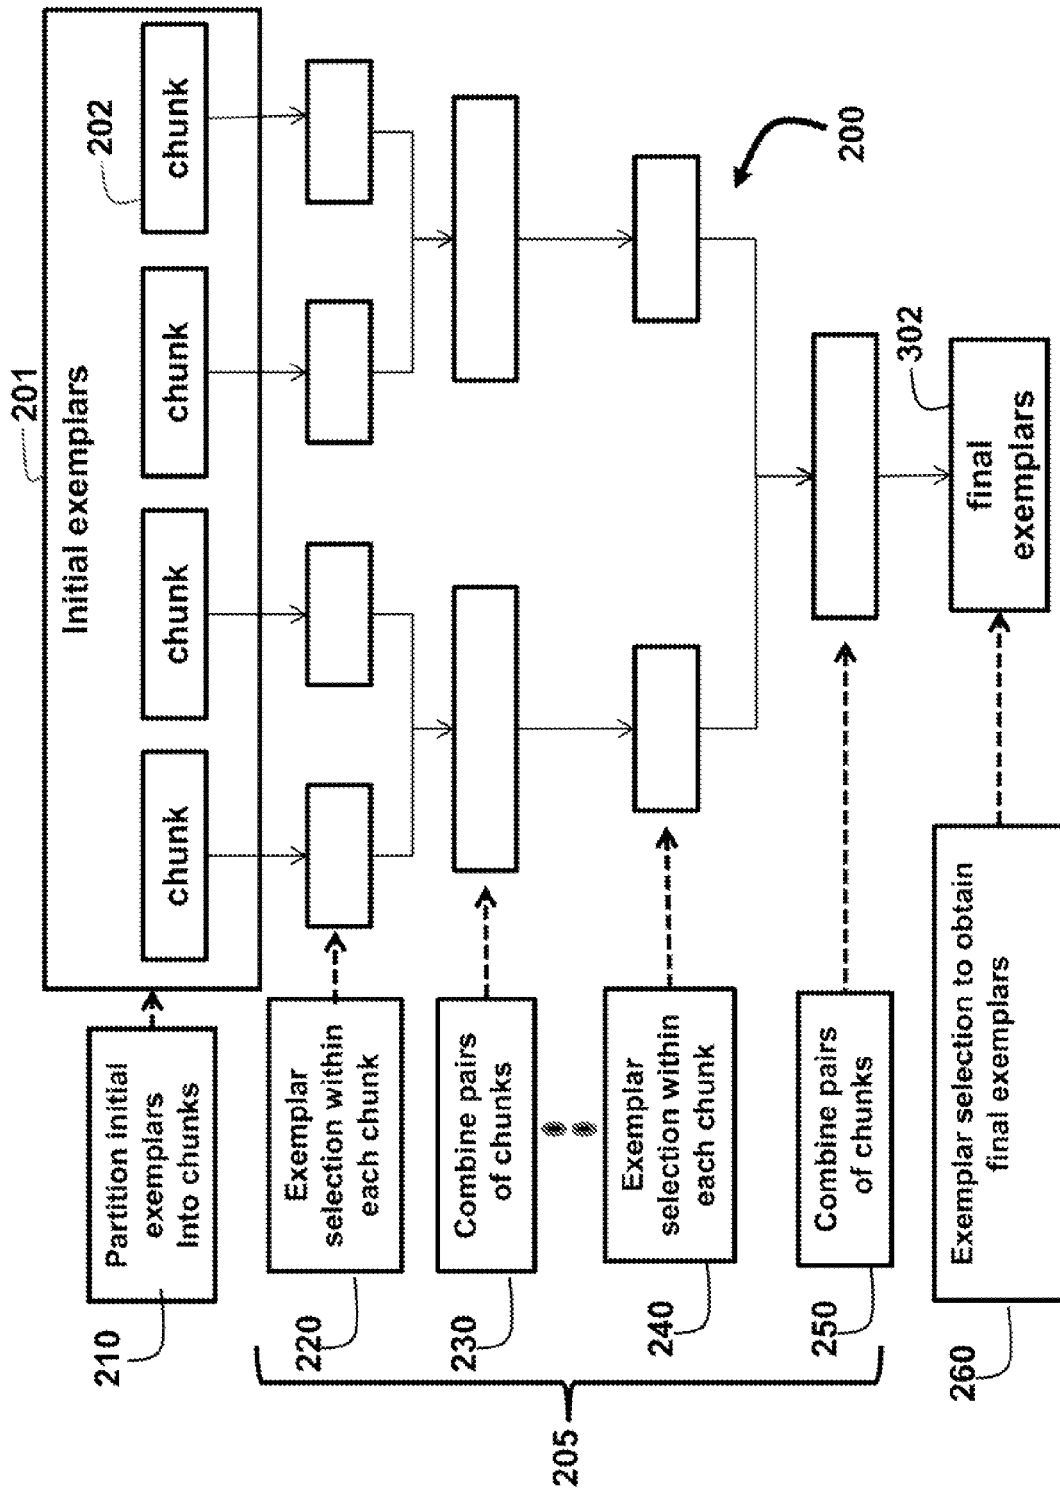 201
Initial exemplars
202
chunk
chunk
chunk
chunk
210
Partition initial
exemplars
Into chunks
220
Exemplar
selection within
each chunk
230
Combine pairs
of chunks
240
Exemplar
selection within
each chunk
250
Combine pairs
of chunks
260
Exemplar selection to obtain
final exemplars
205
200
302
final
exemplars